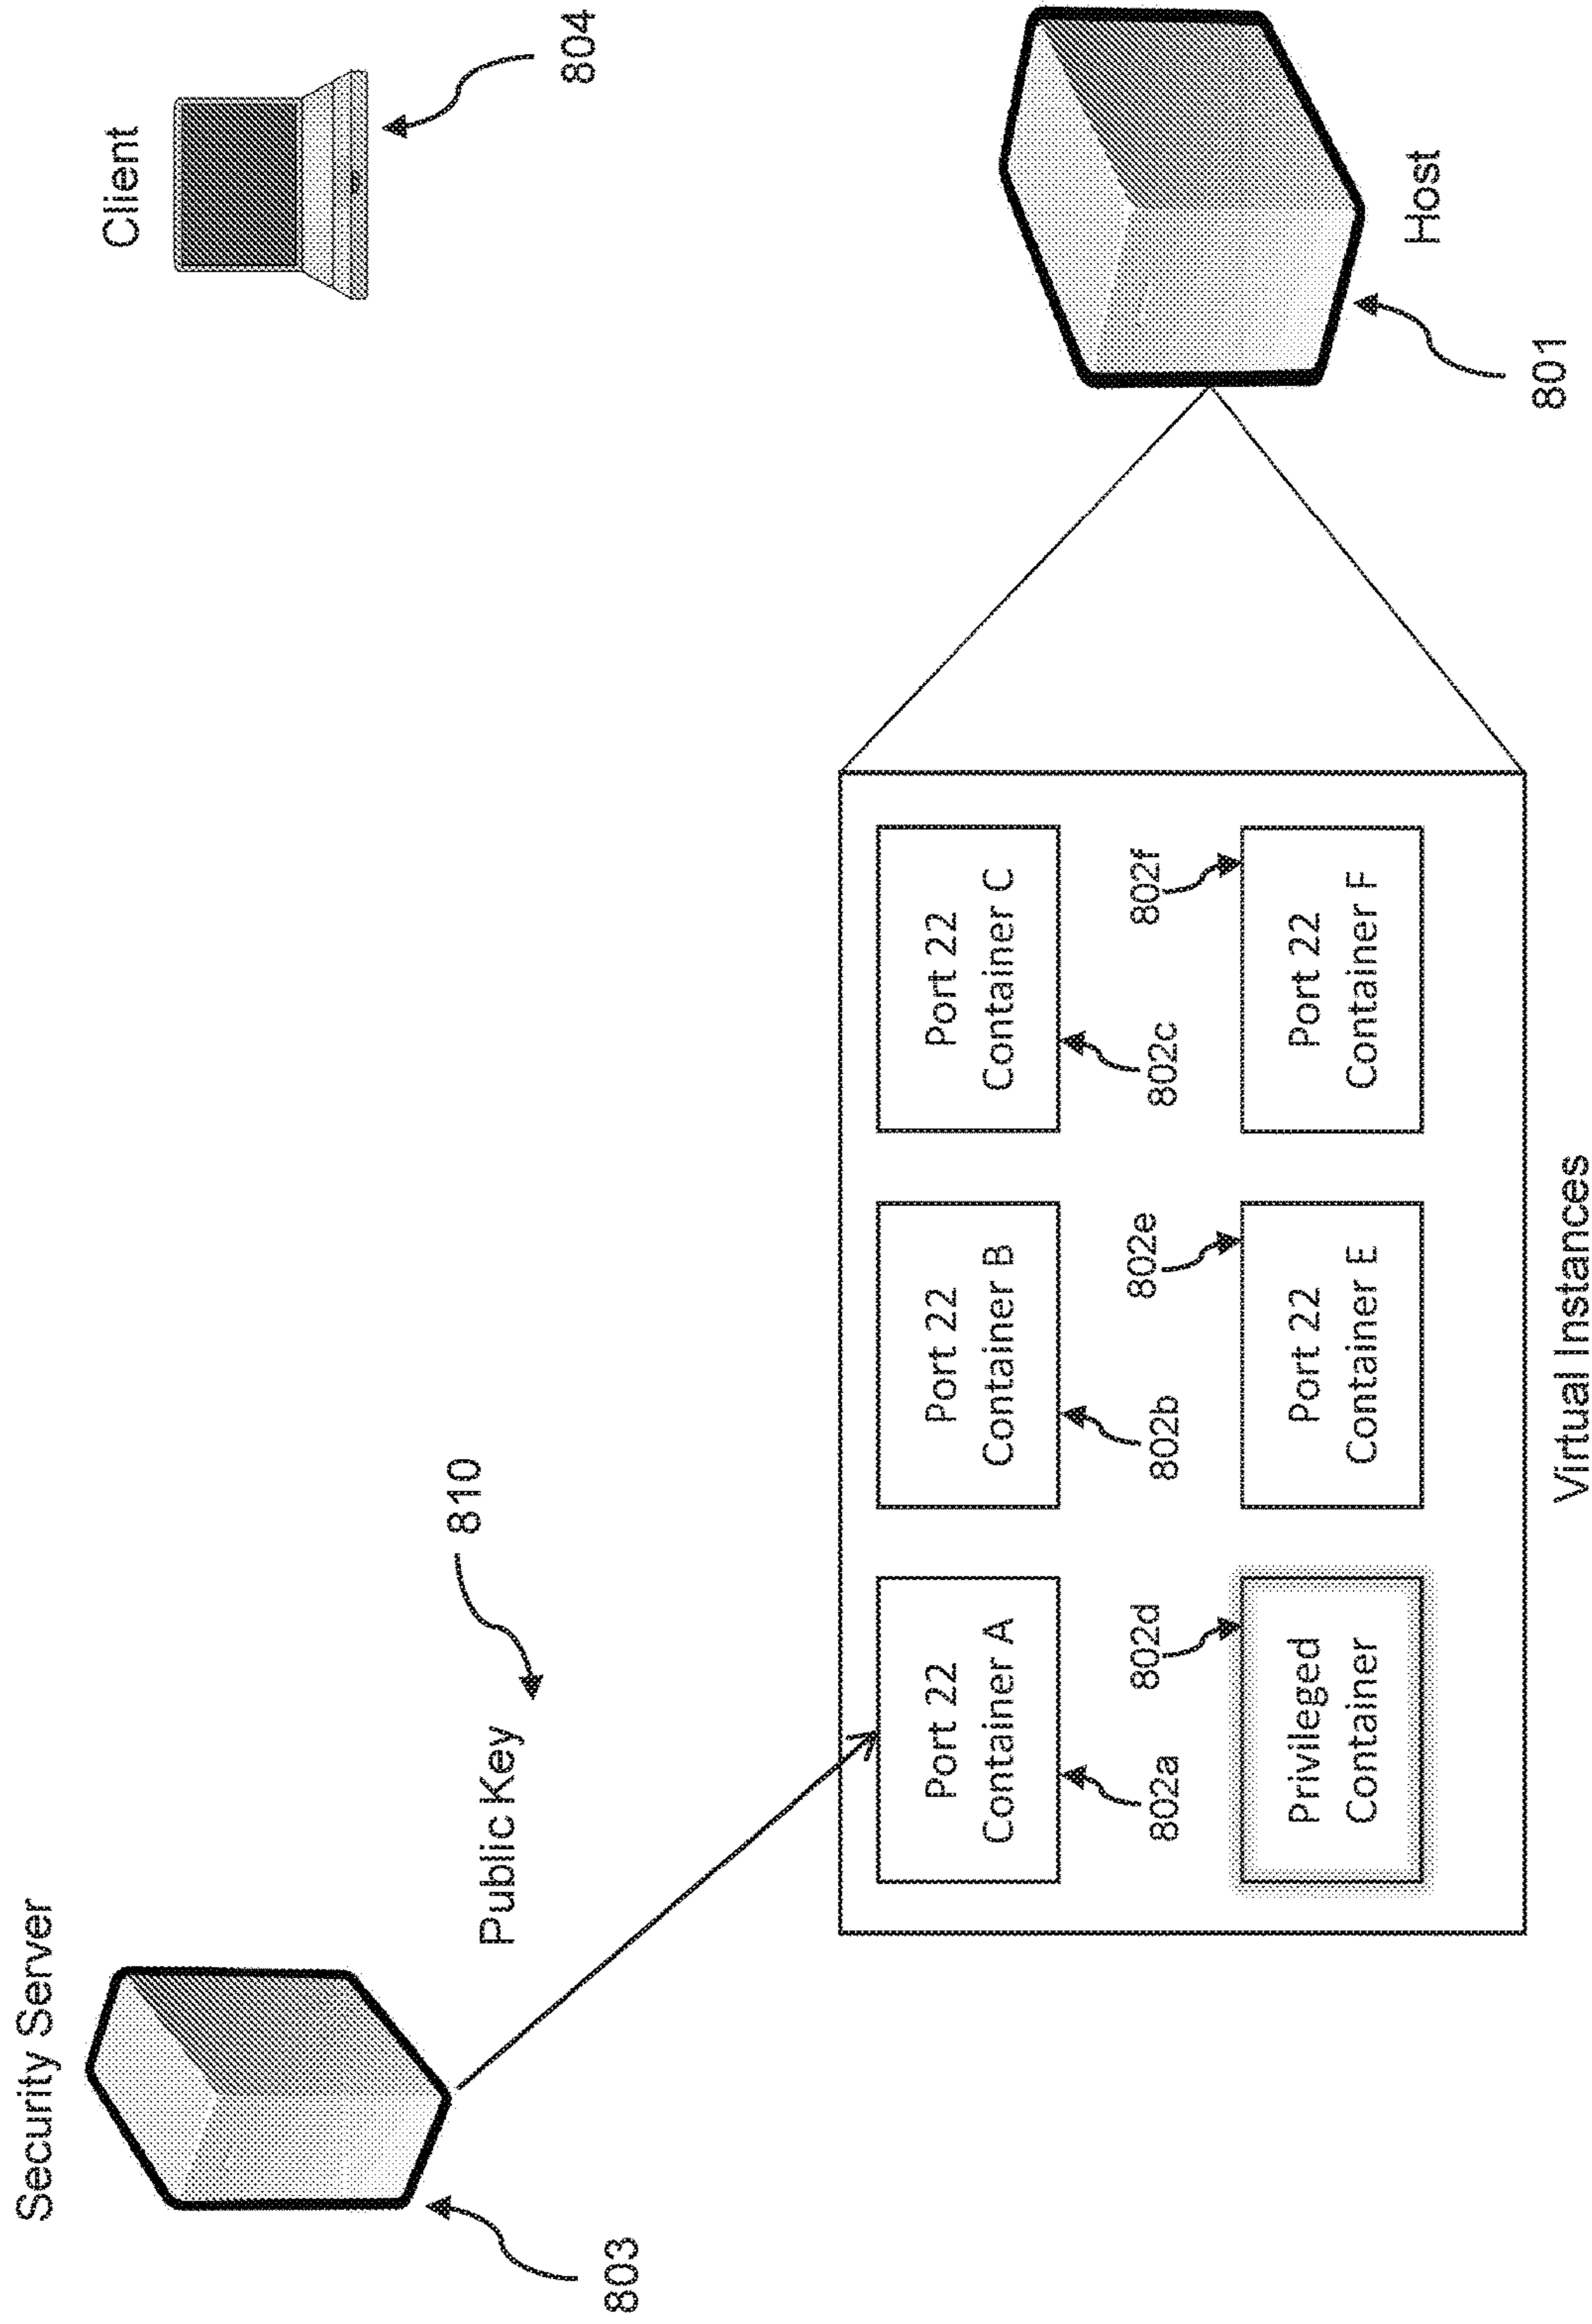 Security Server
Client
803
Public Key
810
804
Port 22
Container A
Port 22
Container B
Port 22
Container C
802a
802d
802b
802e
802c
802f
Privileged
Container
Port 22
Container E
Port 22
Container F
Host
801
Virtual Instances